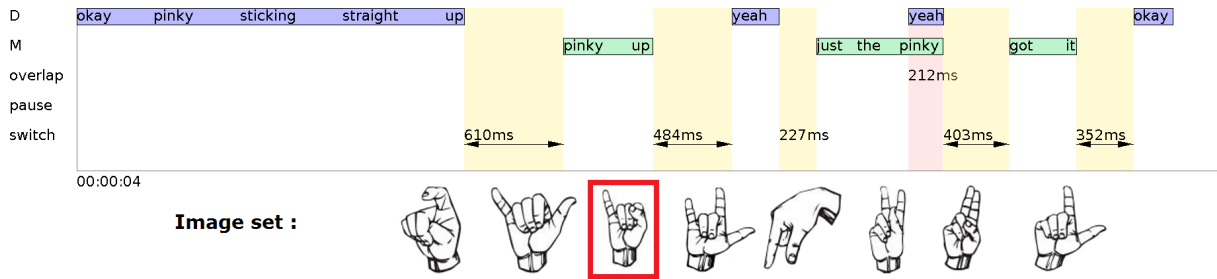 D okay pinky sticking straight up yeah yeah okay
M pinky up just the pinky got it
overlap 212ms
pause
switch 610ms 484ms 227ms 403ms 352ms
00:00:04
Image set :